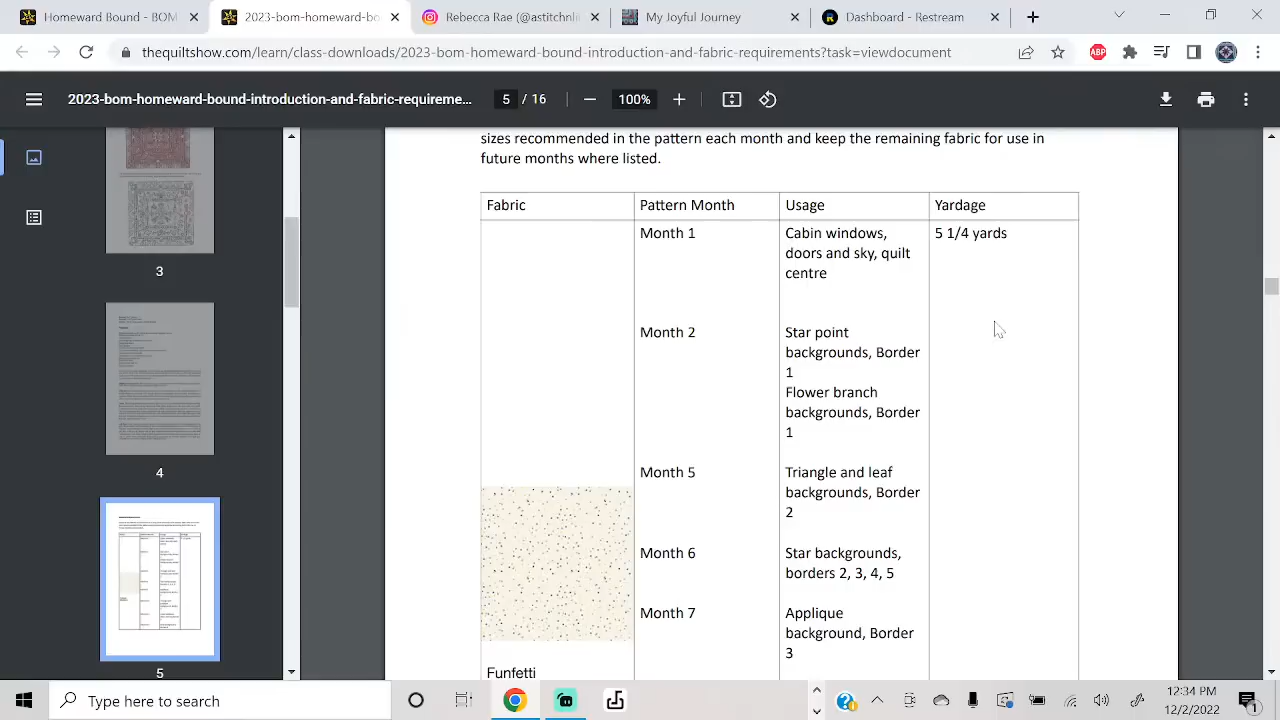 Homeward Bound - BOM
2023-bom-homeward-bo
by Joyful Journey
Dashboard - Restream
thequiltshow.com/learn/class-downloads/2023-bom-homeward-bound-introduction-and-fabric-requirements?task=viewdocument
ABP
2023-bom-homeward-bound-introduction-and-fabric-requireme...
5 / 16
100%
sizes recommended in the pattern each month and keep the remaining fabric for use in
future months where listed.
Fabric
Pattern Month
Usage
Yardage
Month 1
Cabin windows,
doors and sky, quilt
centre
5 1/4 yards
Month 2
Star point
backgrounds, Border
1
Flower branch
backgrounds, Border
1
Month 5
Triangle and leaf
backgrounds, Border
2
Month 6
Star backgrounds,
borders 2, 3, 4, 5
Month 7
Applique
background, Border
3
Funfetti
3
4
5
Type here to search
12:34 PM
12/2/2022
1